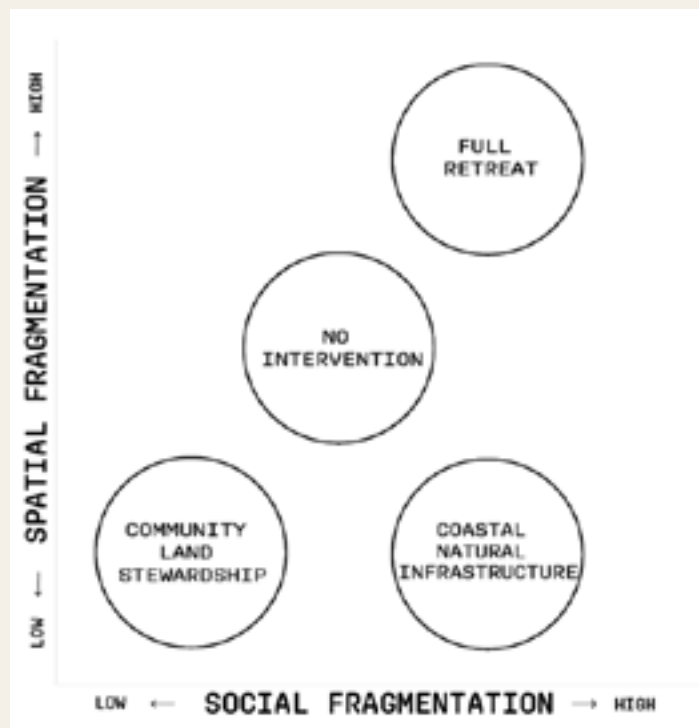 FULL
RETREAT
NO
INTERVENTION
COMMUNITY
LAND
STEWARDSHIP
COASTAL
NATURAL
INFRASTRUCTURE
LOW ← SPATIAL FRAGMENTATION → HIGH
LOW ← SOCIAL FRAGMENTATION → HIGH